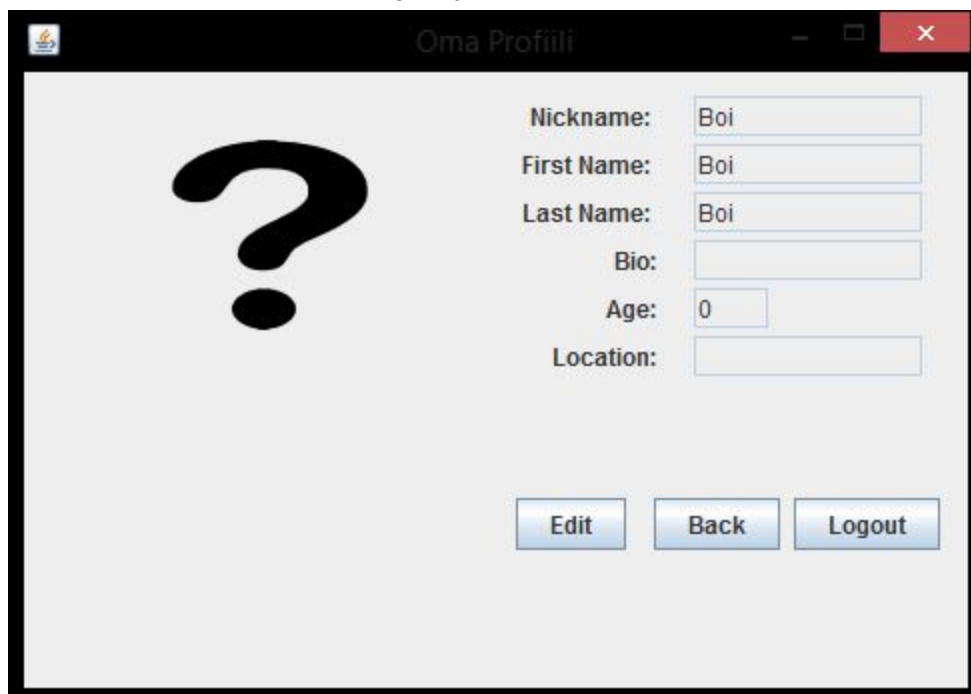 Oma Profiili
Nickname: Boi
First Name: Boi
Last Name: Boi
Bio:
Age: 0
Location:
Edit Back Logout